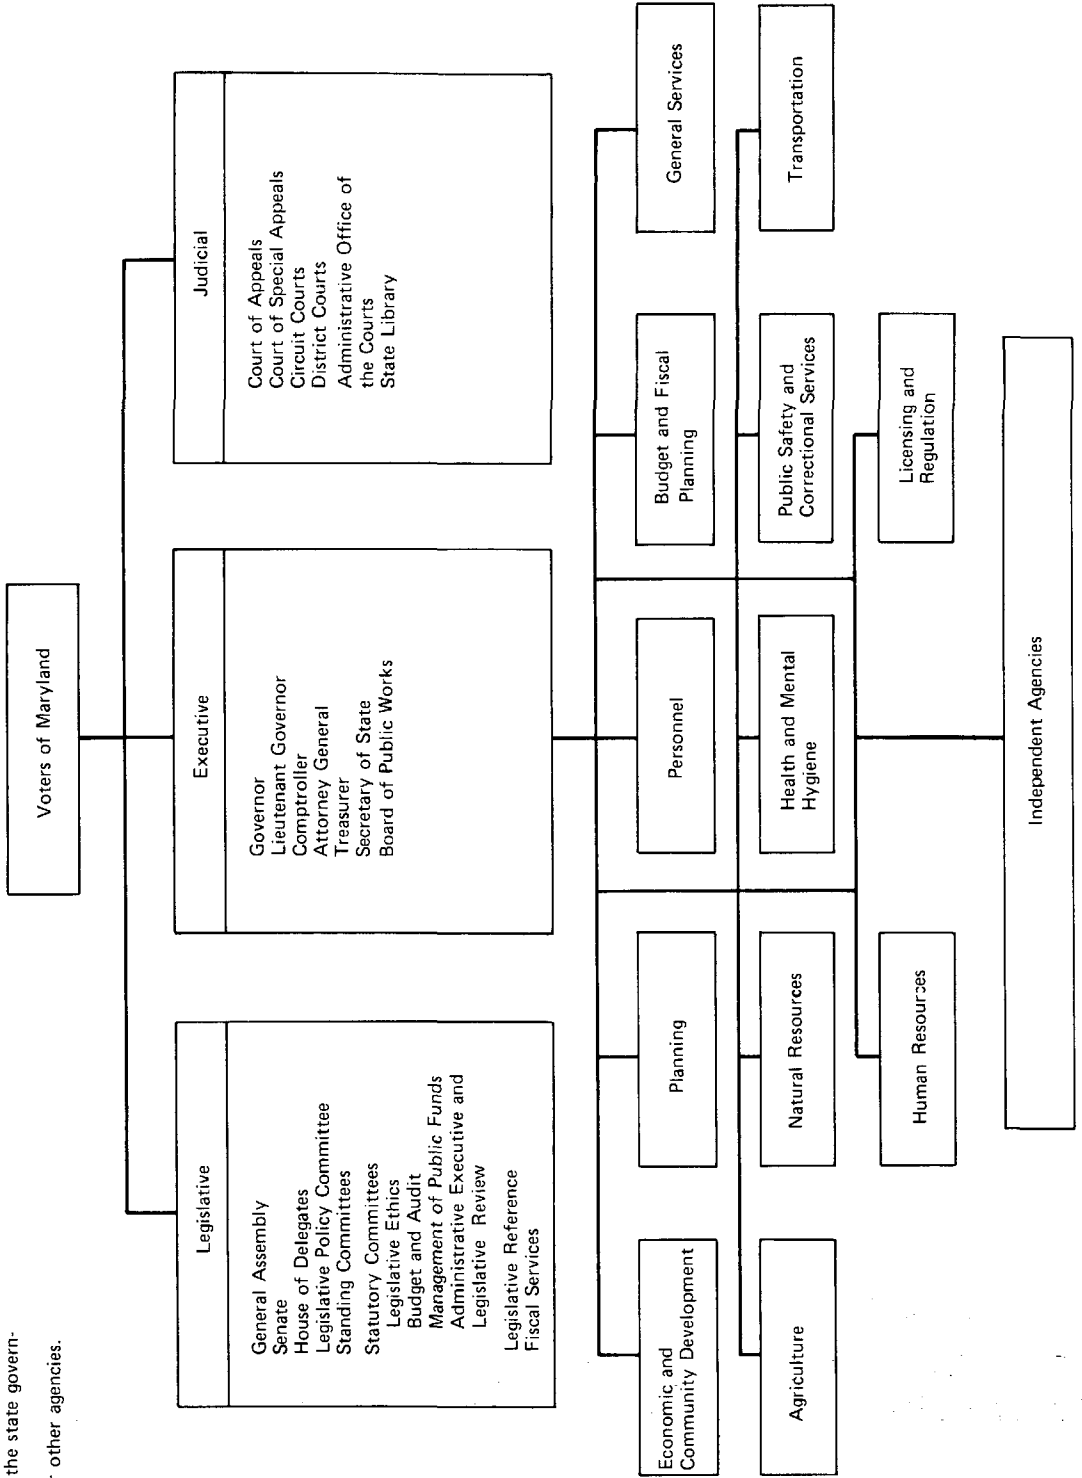 the state govern-
other agencies.
Voters of Maryland
Legislative
General Assembly
Senate
House of Delegates
Legislative Policy Committee
Standing Committees
Statutory Committees
Legislative Ethics
Budget and Audit
Management of Public Funds
Administrative Executive and
Legislative Review
Legislative Reference
Fiscal Services
Executive
Governor
Lieutenant Governor
Comptroller
Attorney General
Treasurer
Secretary of State
Board of Public Works
Judicial
Court of Appeals
Court of Special Appeals
Circuit Courts
District Courts
Administrative Office of
the Courts
State Library
Economic and
Community Development
Planning
Personnel
Budget and Fiscal
Planning
General Services
Agriculture
Natural Resources
Health and Mental
Hygiene
Public Safety and
Correctional Services
Transportation
Human Resources
Licensing and
Regulation
Independent Agencies